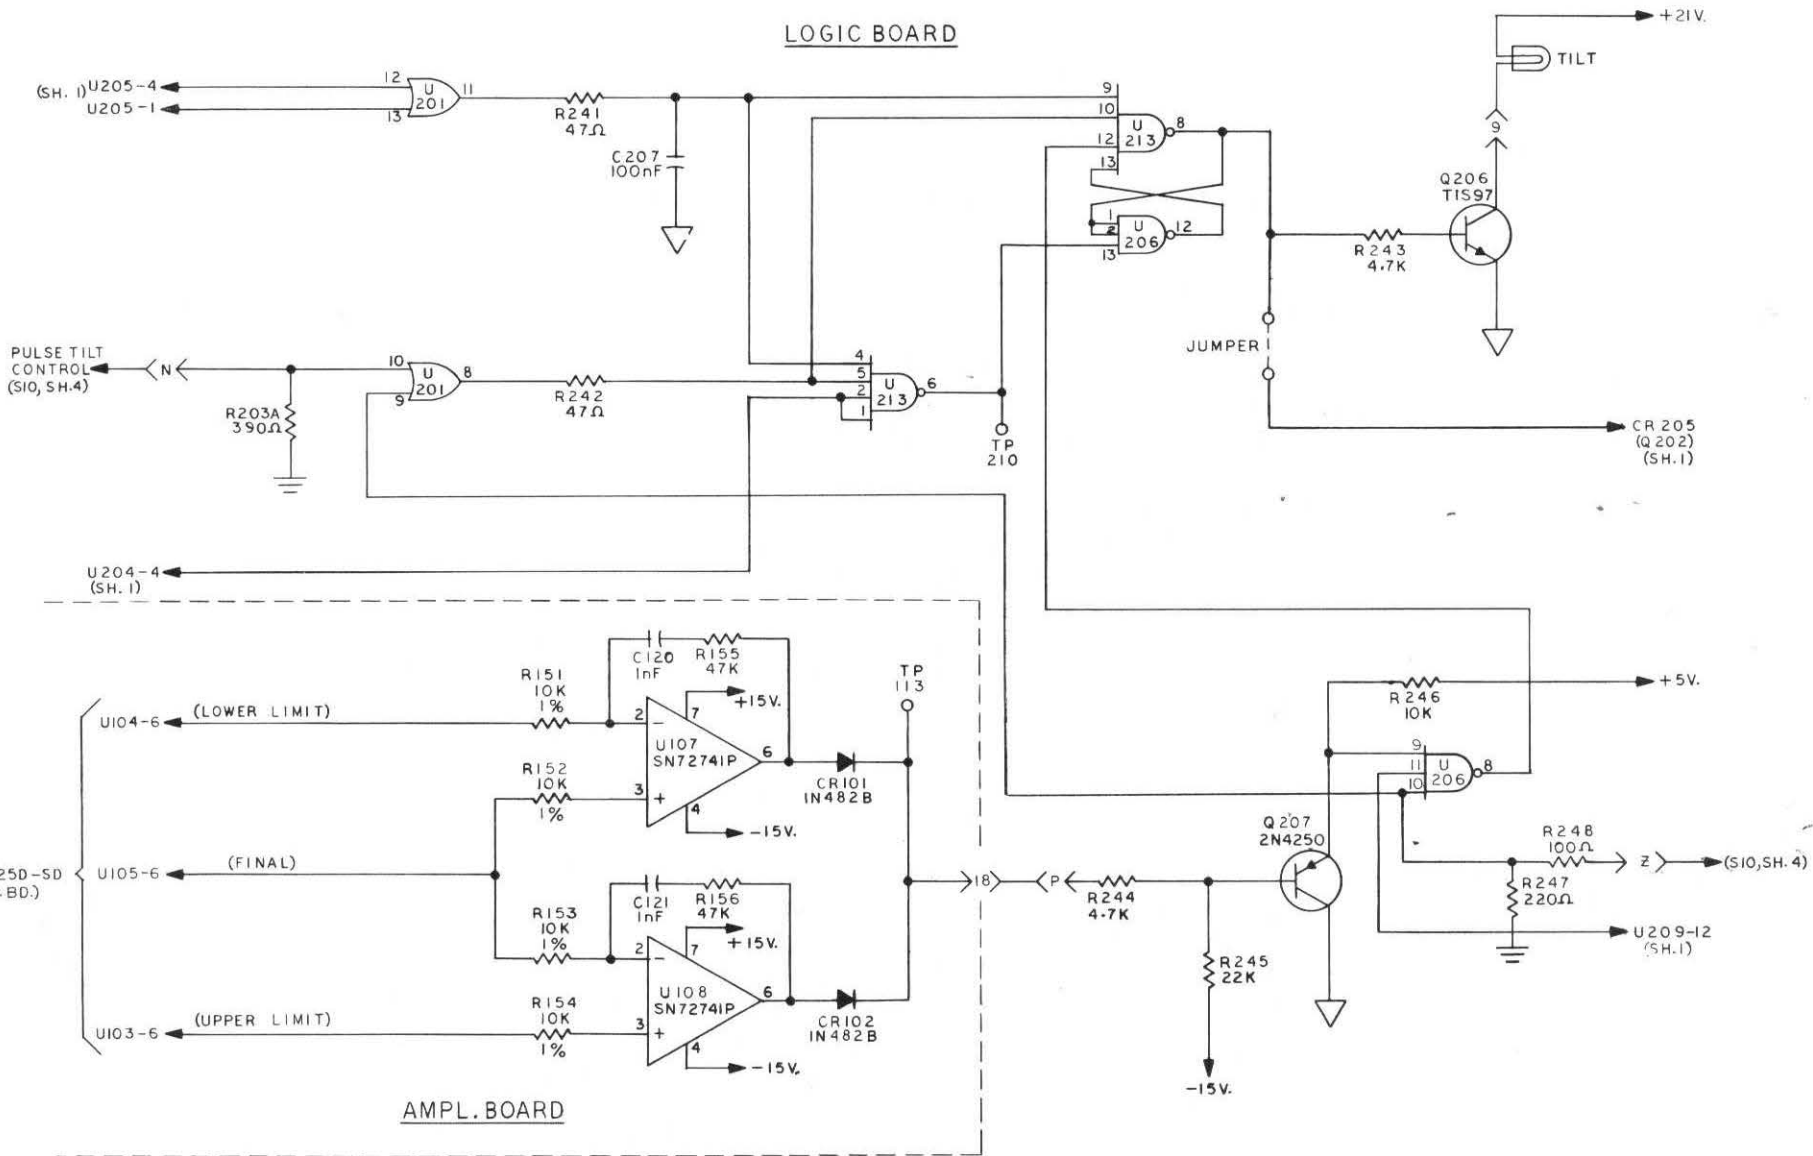 LOGIC BOARD
+21V.
TILT
9
(SH. 1) U205-4
U205-1
12
13
U
201
11
R241
47Ω
C207
100nF
9
10
12
13
U
213
8
1
2
13
U
206
12
Q206
TIS97
R243
4.7K
JUMPER
CR205
(Q202)
(SH.1)
PULSE TILT
CONTROL
(S10, SH.4)
N
R203A
390Ω
10
9
U
201
8
R242
47Ω
4
5
2
1
U
213
6
TP
210
U204-4
(SH. 1)
C120
1nF
R155
47K
TP
113
R151
10K
1%
U104-6
(LOWER LIMIT)
2
-
7
+15V.
U107
SN72741P
6
3
+
4
-15V.
R152
10K
1%
CR101
1N482B
R246
10K
+5V.
9
11
10
U
206
8
Q207
2N4250
R248
100Ω
Z
(S10, SH. 4)
R247
220Ω
U209-12
(SH.1)
25D-SD
BD.)
U105-6
(FINAL)
C121
1nF
R156
47K
18
P
R244
4.7K
R153
10K
1%
2
-
7
+15V.
U108
SN72741P
6
3
+
4
-15V.
CR102
1N482B
R245
22K
-15V.
R154
10K
1%
U103-6
(UPPER LIMIT)
AMPL. BOARD